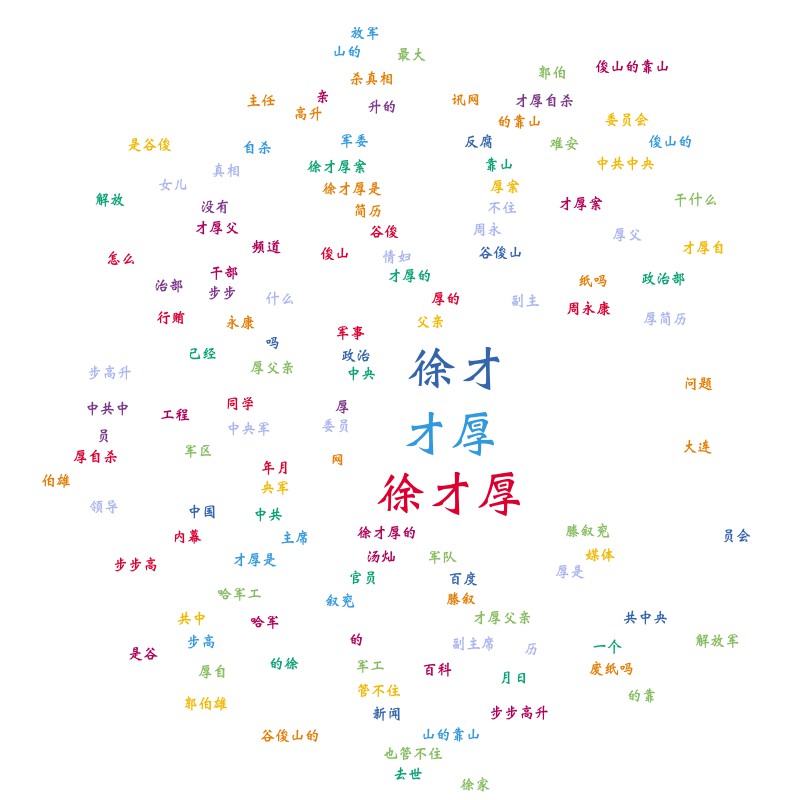 放军
山的
最大
俊山的靠山
郭伯
杀真相
亲
主任
讯网
才厚自杀
升的
高升
的靠山
委员会
自杀
军委
反腐
难安
俊山的
是谷俊
徐才厚案
靠山
中共中央
真相
女儿
徐才厚是
厚案
解放
没有
简历
不住
才厚案
干什么
才厚父
谷俊
周永
厚父
频道
俊山
情妇
谷俊山
才厚自
怎么
干部
才厚的
纸吗
政治部
治部
步步
什么
厚的
副主
周永康
行贿
永康
父亲
厚简历
军事
吗
己经
政治
徐才
厚父亲
中央
步高升
问题
中共中
同学
厚
工程
中央军
委员
才厚
员
军区
大连
厚自杀
网
年月
伯雄
央军
徐才厚
领导
中国
中共
内幕
主席
徐才厚的
滕叙兖
员会
步步高
才厚是
汤灿
军队
媒体
官员
百度
厚是
哈军工
叙兖
滕叙
共中
哈军
才厚父亲
共中央
步高
的
副主席
历
一个
解放军
是谷
厚自
的徐
军工
百科
月日
废纸吗
管不住
的靠
郭伯雄
新闻
步步高升
谷俊山的
山的靠山
也管不住
去世
徐家